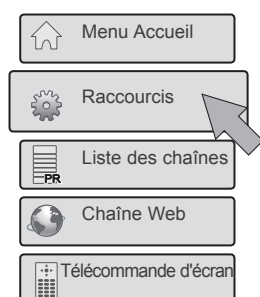 Menu Accueil
Raccourcis
Liste des chaînes
PR
Chaîne Web
Télécommande d'écran